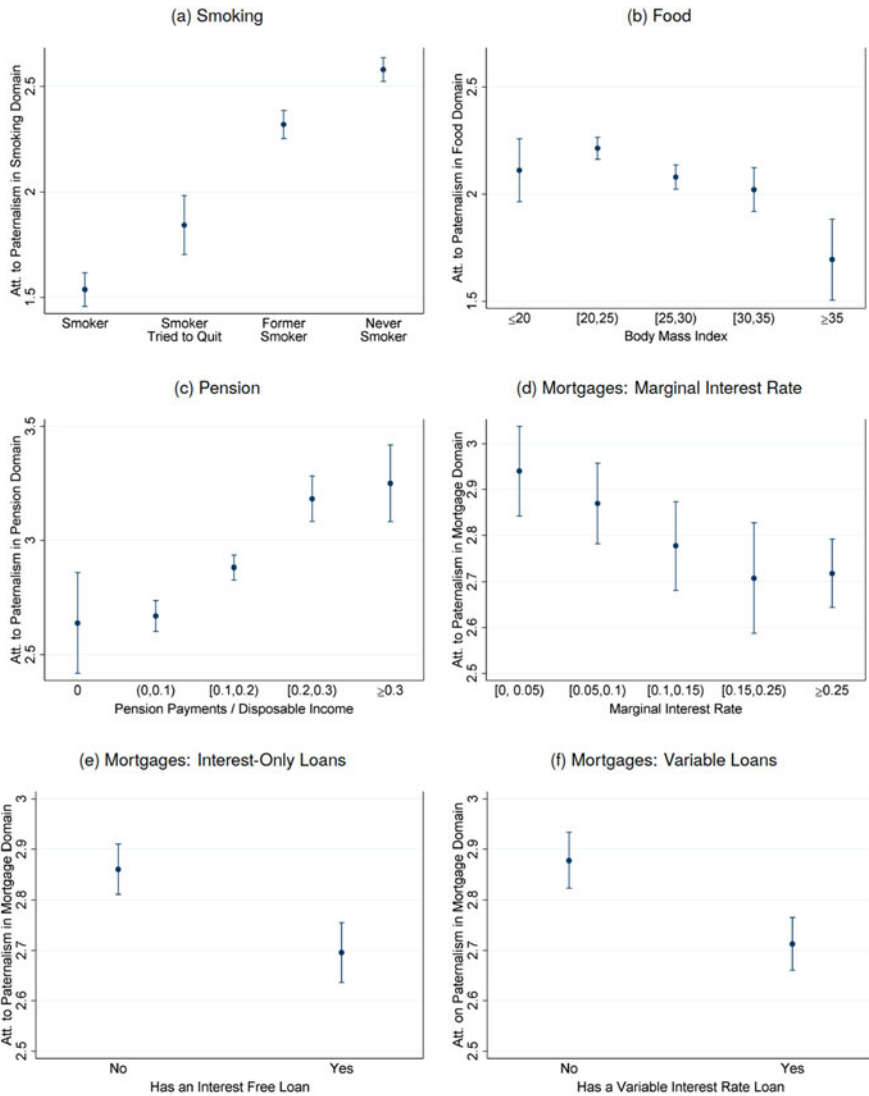 (a) Smoking
Att. to Paternalism in Smoking Domain
2.5
2
1.5
Smoker
Smoker
Tried to Quit
Former
Smoker
Never
Smoker
(b) Food
Att. to Paternalism in Food Domain
2.5
2
1.5
≤20
[20,25)
[25,30)
[30,35)
≥35
Body Mass Index
(c) Pension
Att. to Paternalism in Pension Domain
3.5
3
2.5
0
(0,0.1)
[0.1,0.2)
[0.2,0.3)
≥0.3
Pension Payments / Disposable Income
(d) Mortgages: Marginal Interest Rate
Att. to Paternalism in Mortgage Domain
3
2.9
2.8
2.7
2.6
2.5
[0, 0.05)
[0.05,0.1)
[0.1,0.15)
[0.15,0.25)
≥0.25
Marginal Interest Rate
(e) Mortgages: Interest-Only Loans
Att. to Paternalism in Mortgage Domain
3
2.9
2.8
2.7
2.6
2.5
No
Yes
Has an Interest Free Loan
(f) Mortgages: Variable Loans
Att. on Paternalism in Mortgage Domain
3
2.9
2.8
2.7
2.6
2.5
No
Yes
Has a Variable Interest Rate Loan